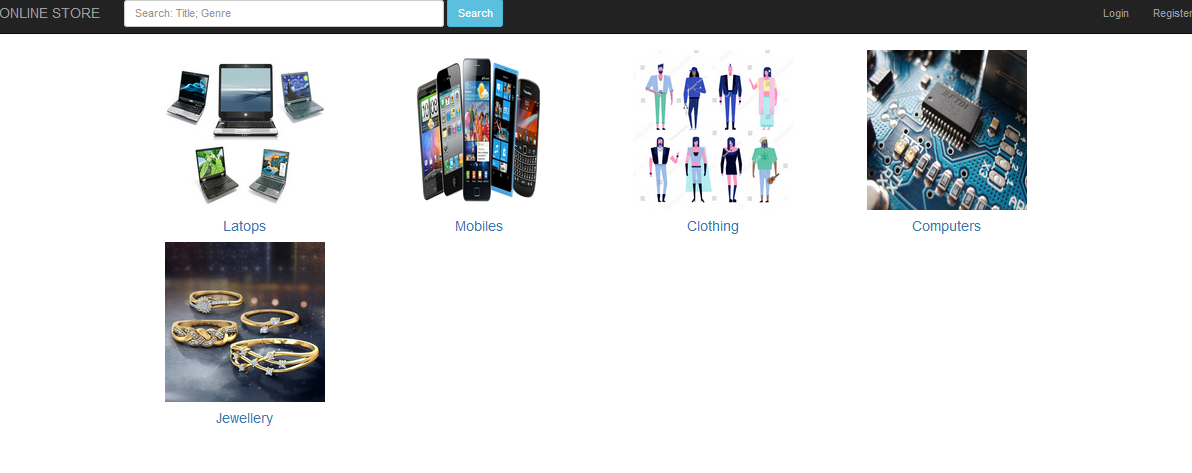 ONLINE STORE Search: Title; Genre Search Login Register
Latops Mobiles Clothing Computers
Jewellery